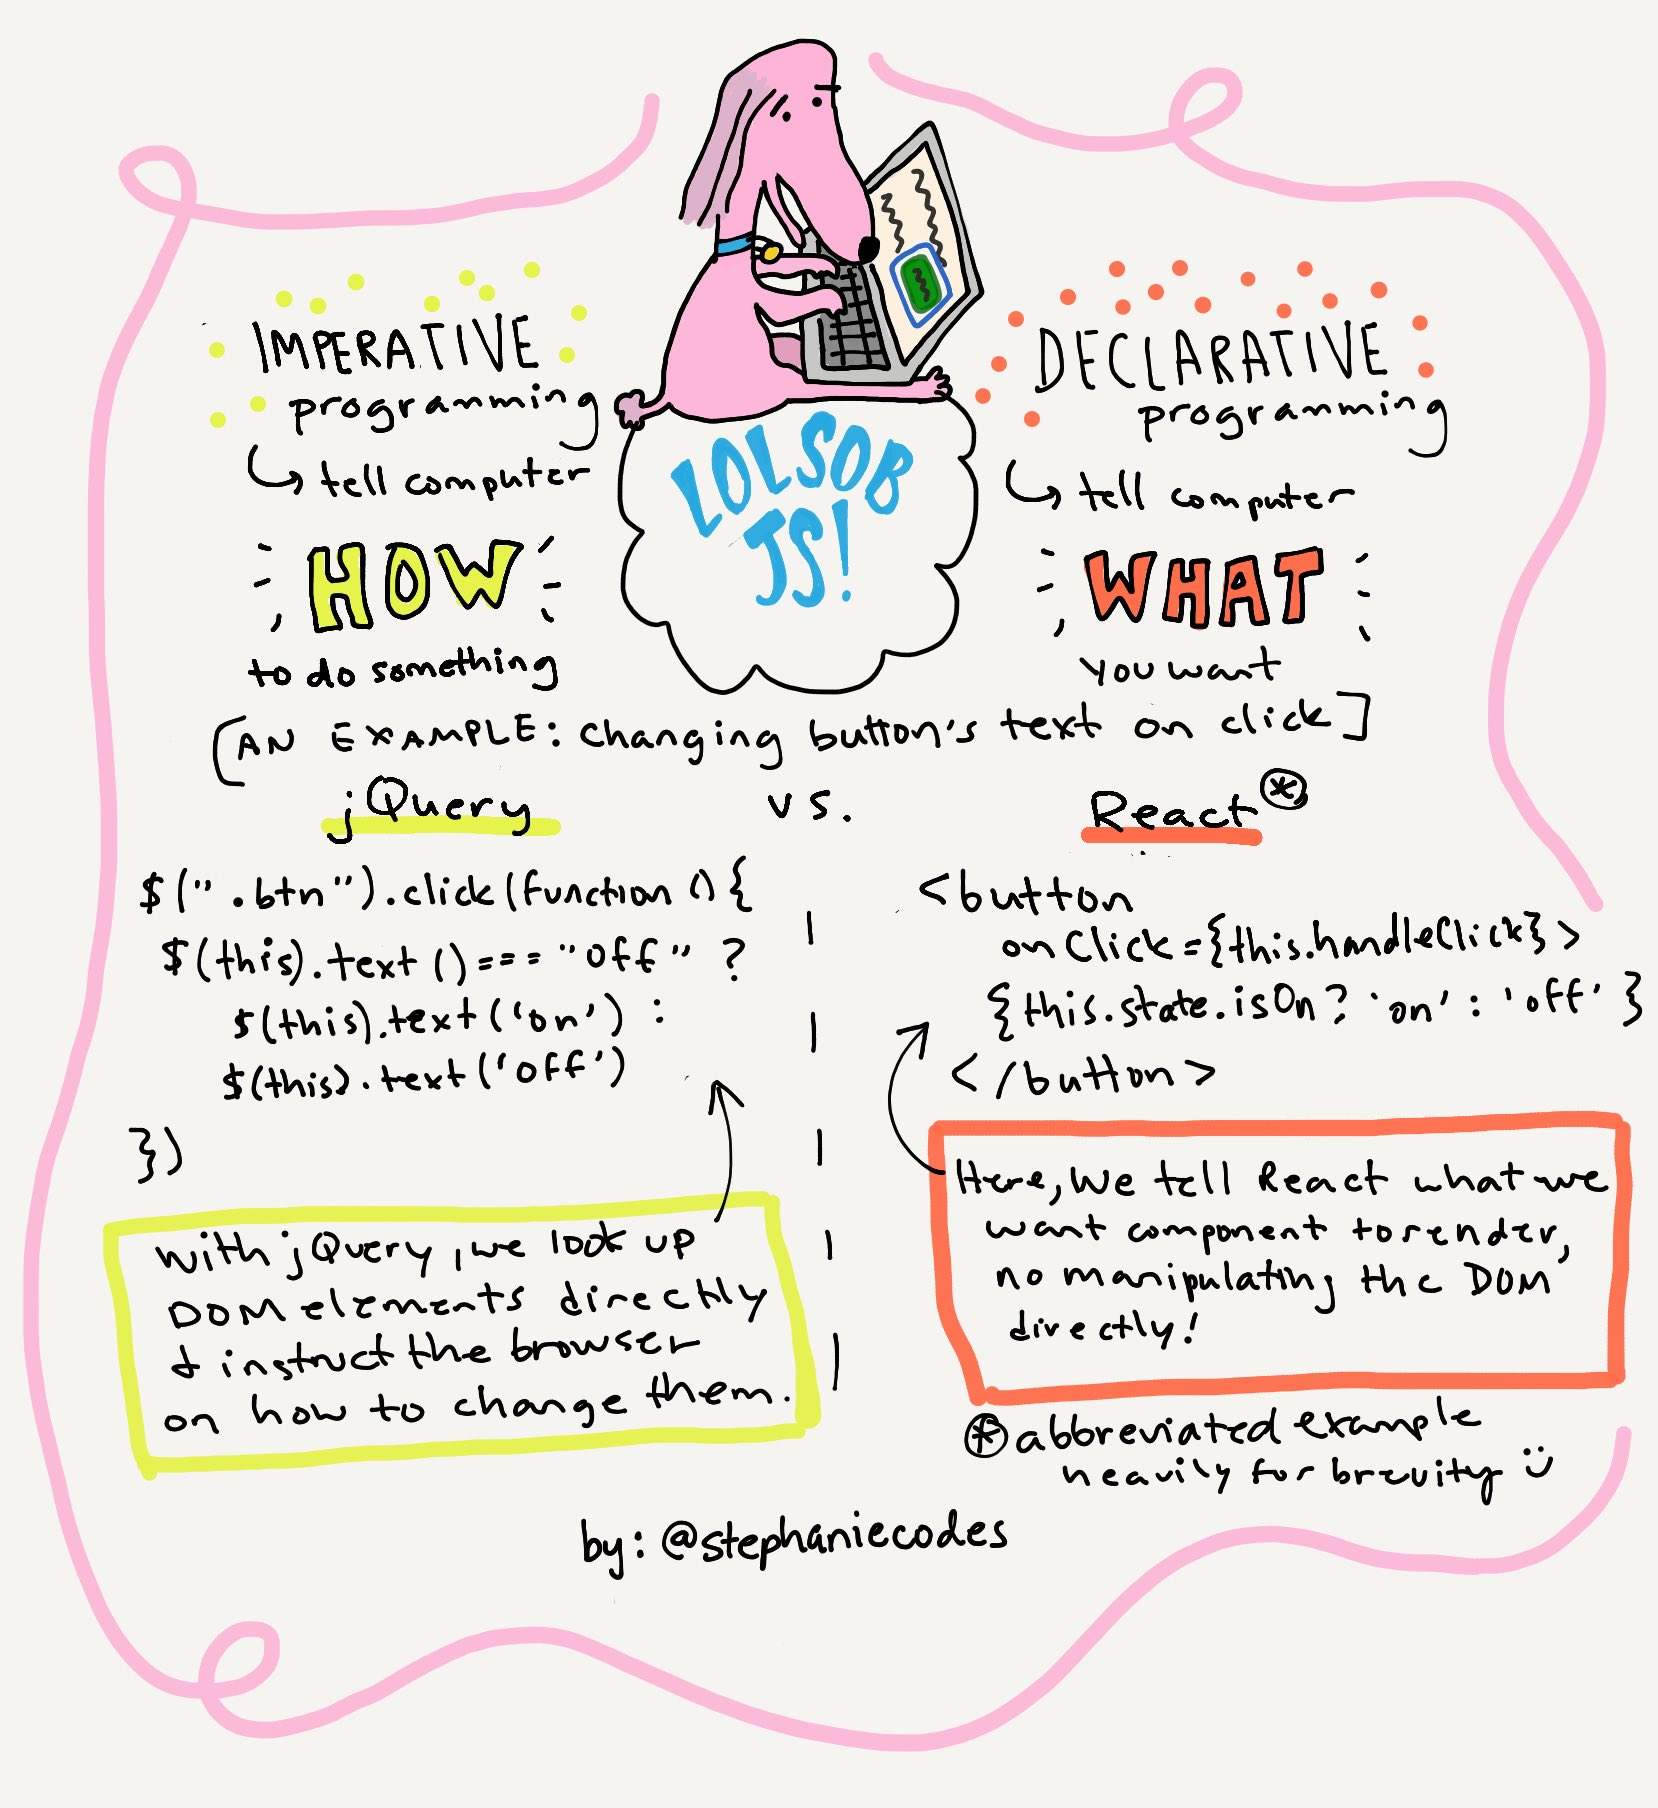 IMPERATIVE
programming
tell computer
HOW
to do something
LOLSOB
JS!
DECLARATIVE
programming
tell computer
WHAT
you want
[AN EXAMPLE: changing button's text on click]
jQuery
vs.
React*
$(".btn").click(function () {
$(this).text() === "off" ?
$(this).text('on') :
$(this).text('off')
})
with jQuery, we look up
DOM elements directly
& instruct the browser
on how to change them.
<button
onClick={this.handleClick}>
{this.state.isOn? 'on' : 'off' }
</button>
Here, we tell React what we
want component to render,
no manipulating the DOM
directly!
* abbreviated example
heavily for brevity
by: @stephaniecodes